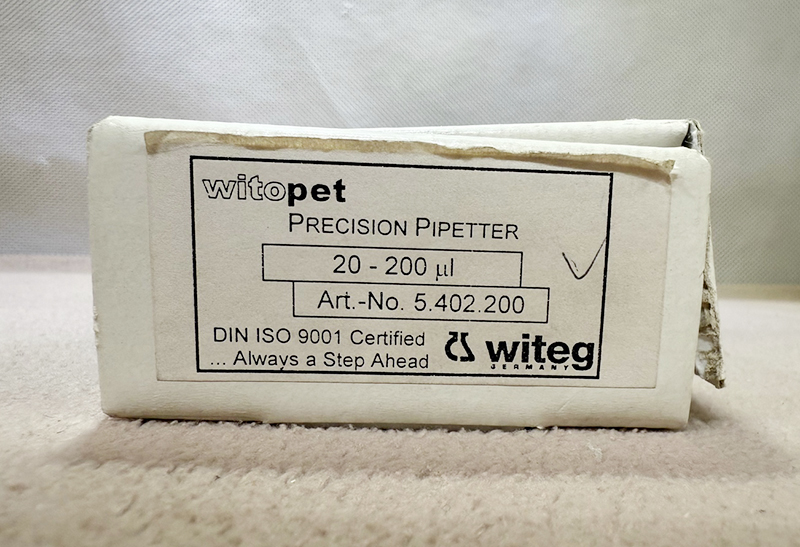 witopet
PRECISION PIPETTER
20 - 200 µl
Art.-No. 5.402.200
DIN ISO 9001 Certified
... Always a Step Ahead
witeg
GERMANY